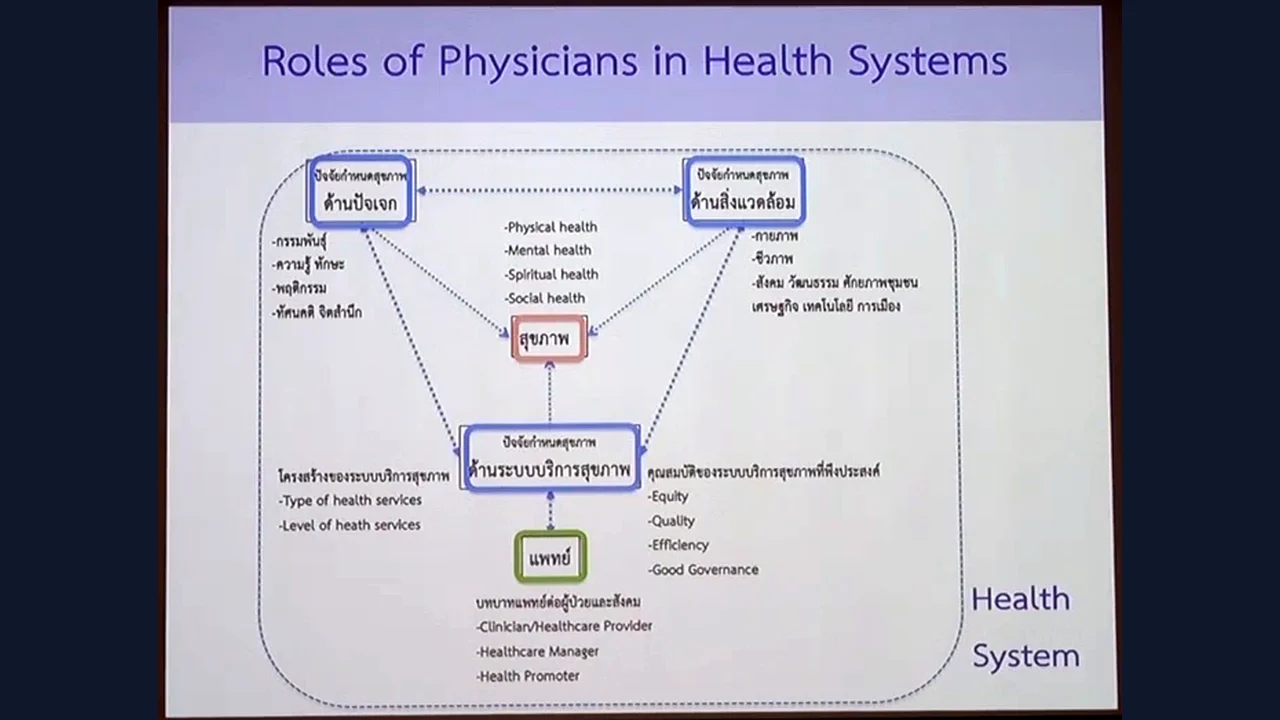 Roles of Physicians in Health Systems
ปัจจัยกำหนดสุขภาพ
ด้านปัจเจก
ปัจจัยกำหนดสุขภาพ
ด้านสิ่งแวดล้อม
-กรรมพันธุ์
-ความรู้ ทักษะ
-พฤติกรรม
-ทัศนคติ จิตสำนึก
-Physical health
-Mental health
-Spiritual health
-Social health
-กายภาพ
-ชีวภาพ
-สังคม วัฒนธรรม ศักยภาพชุมชน
เศรษฐกิจ เทคโนโลยี การเมือง
สุขภาพ
ปัจจัยกำหนดสุขภาพ
ด้านระบบบริการสุขภาพ
โครงสร้างของระบบบริการสุขภาพ
-Type of health services
-Level of heath services
คุณสมบัติของระบบบริการสุขภาพที่พึงประสงค์
-Equity
-Quality
-Efficiency
-Good Governance
แพทย์
บทบาทแพทย์ต่อผู้ป่วยและสังคม
-Clinician/Healthcare Provider
-Healthcare Manager
-Health Promoter
Health
System